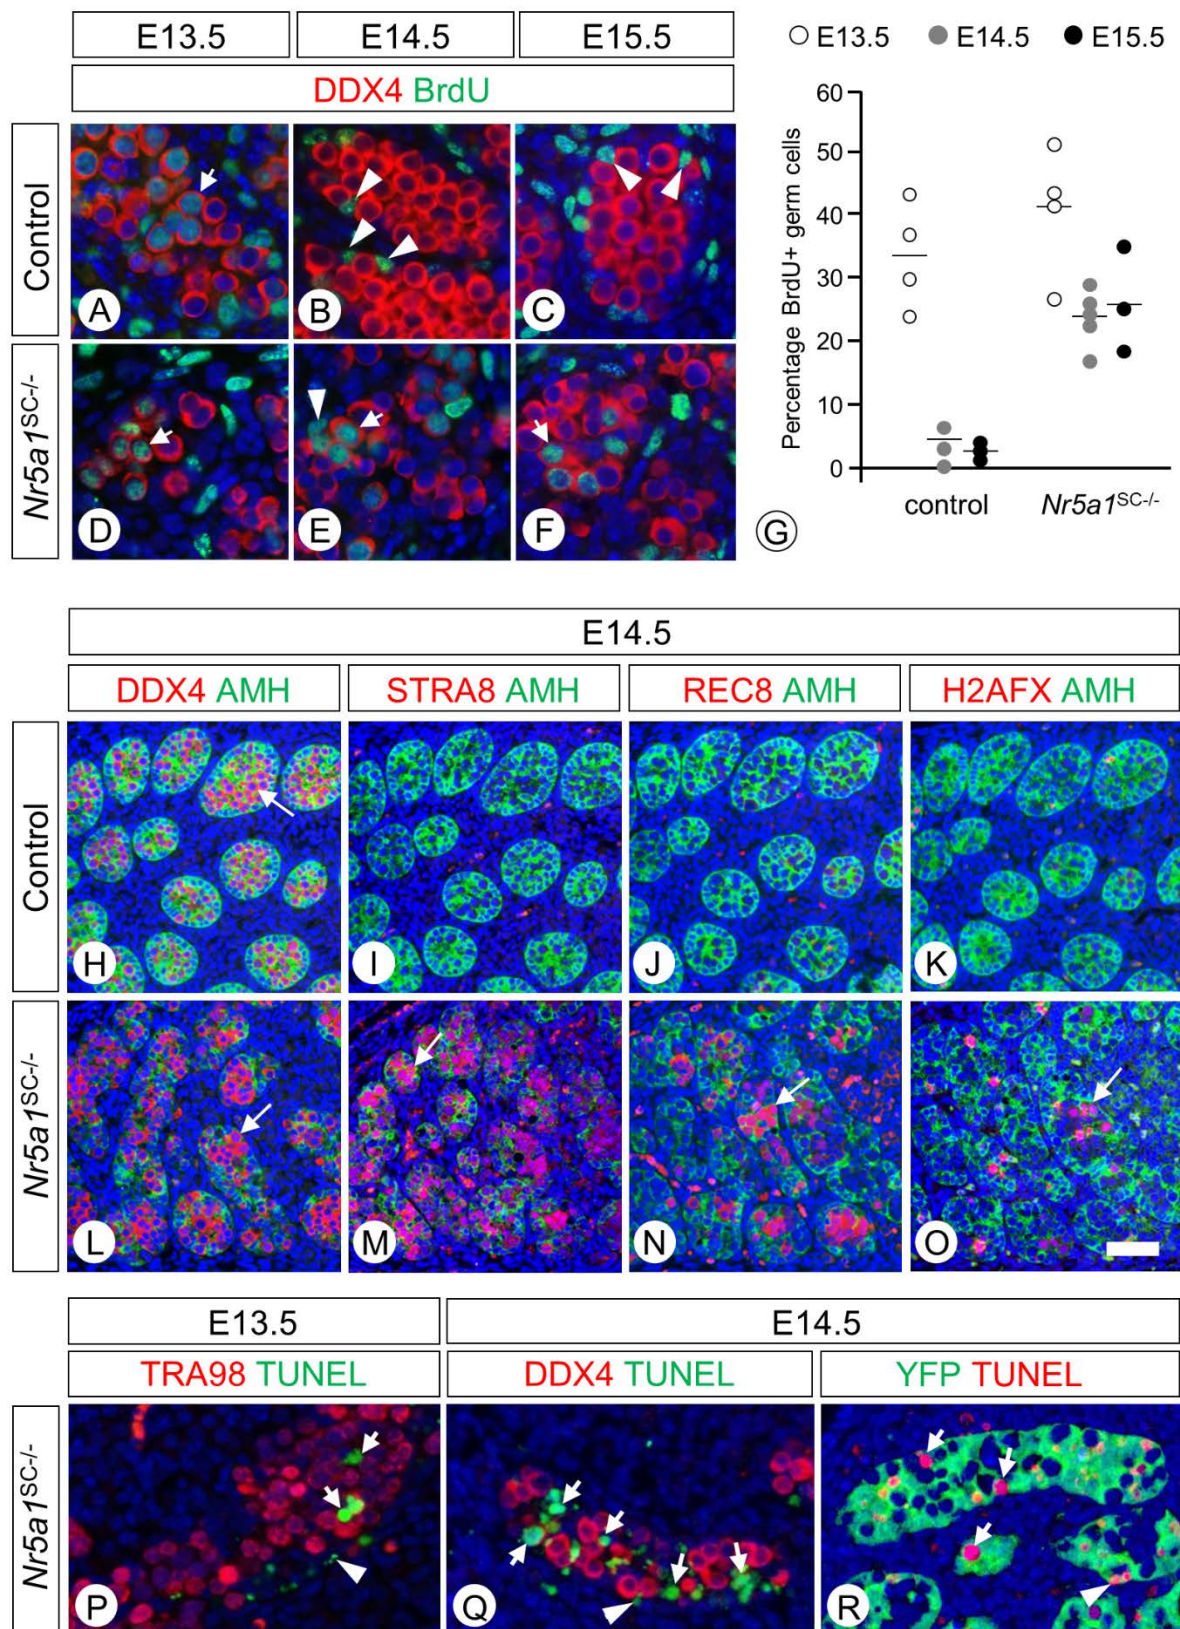 E13.5 E14.5 E15.5
DDX4 BrdU
Control
A B C
Nr5a1SC-/-
D E F
E13.5 E14.5 E15.5
Percentage BrdU+ germ cells
60
50
40
30
20
10
0
control Nr5a1SC-/-
G
E14.5
DDX4 AMH STRA8 AMH REC8 AMH H2AFX AMH
Control
H I J K
Nr5a1SC-/-
L M N O
E13.5 E14.5
TRA98 TUNEL DDX4 TUNEL YFP TUNEL
Nr5a1SC-/-
P Q R